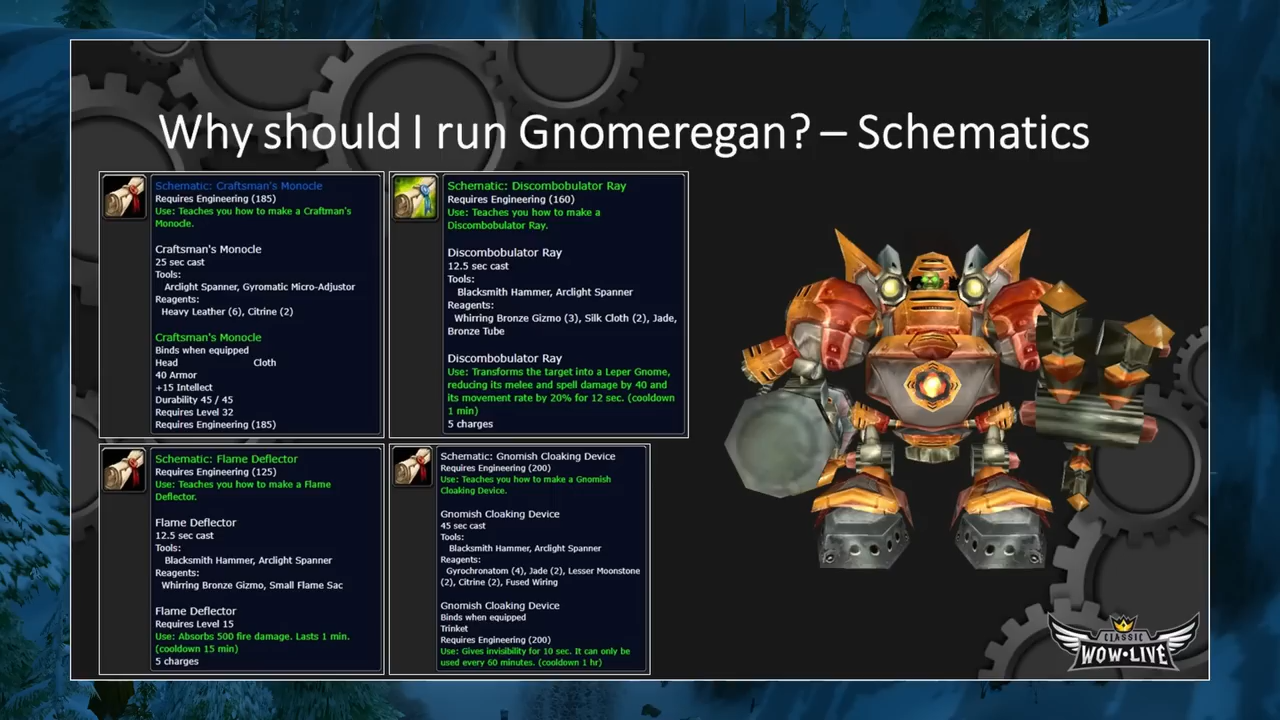 Why should I run Gnomeregan? – Schematics
Schematic: Craftsman's Monocle
Requires Engineering (185)
Use: Teaches you how to make a Craftman's
Monocle.
Craftsman's Monocle
25 sec cast
Tools:
Arclight Spanner, Gyromatic Micro-Adjustor
Reagents:
Heavy Leather (6), Citrine (2)
Craftsman's Monocle
Binds when equipped
Head Cloth
40 Armor
+15 Intellect
Durability 45 / 45
Requires Level 32
Requires Engineering (185)
Schematic: Discombobulator Ray
Requires Engineering (160)
Use: Teaches you how to make a
Discombobulator Ray.
Discombobulator Ray
12.5 sec cast
Tools:
Blacksmith Hammer, Arclight Spanner
Reagents:
Whirring Bronze Gizmo (3), Silk Cloth (2), Jade,
Bronze Tube
Discombobulator Ray
Use: Transforms the target into a Leper Gnome,
reducing its melee and spell damage by 40 and
its movement rate by 20% for 12 sec. (cooldown
1 min)
5 charges
Schematic: Flame Deflector
Requires Engineering (125)
Use: Teaches you how to make a Flame
Deflector.
Flame Deflector
12.5 sec cast
Tools:
Blacksmith Hammer, Arclight Spanner
Reagents:
Whirring Bronze Gizmo, Small Flame Sac
Flame Deflector
Requires Level 15
Use: Absorbs 500 fire damage. Lasts 1 min.
(cooldown 15 min)
5 charges
Schematic: Gnomish Cloaking Device
Requires Engineering (200)
Use: Teaches you how to make a Gnomish
Cloaking Device.
Gnomish Cloaking Device
45 sec cast
Tools:
Blacksmith Hammer, Arclight Spanner
Reagents:
Gyrochronatom (4), Jade (2), Lesser Moonstone
(2), Citrine (2), Fused Wiring
Gnomish Cloaking Device
Binds when equipped
Trinket
Requires Engineering (200)
Use: Gives invisibility for 10 sec. It can only be
used every 60 minutes. (cooldown 1 hr)
CLASSIC
WOW•LIVE